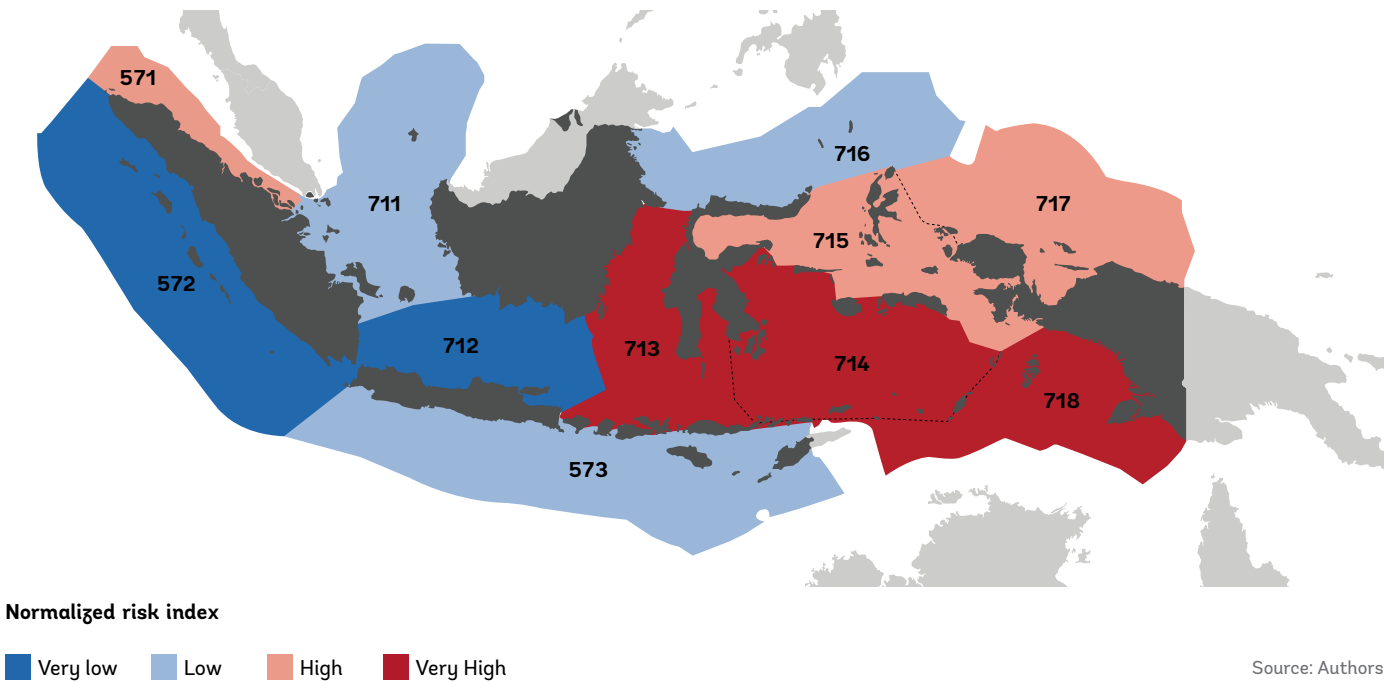 571
716
711
717
715
572
712
713
714
718
573
Normalized risk index
Very low
Low
High
Very High
Source: Authors